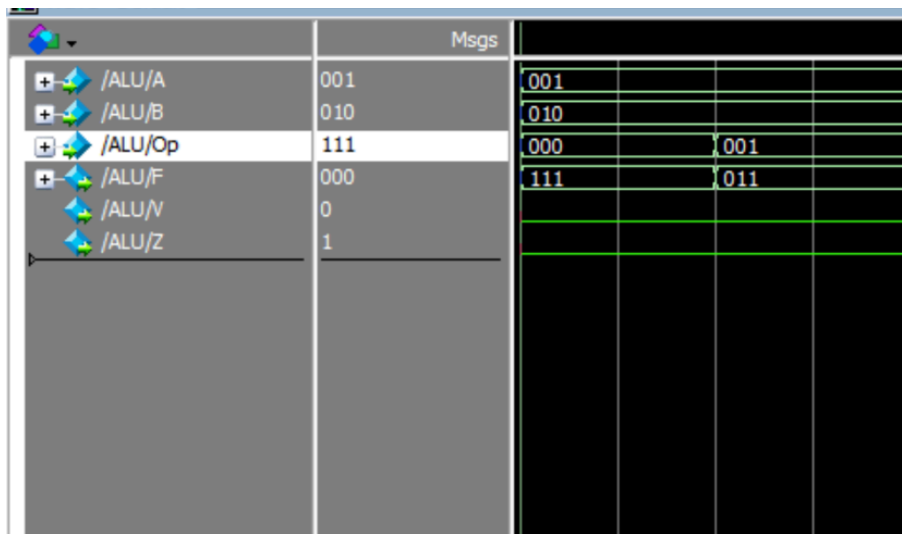 Msgs
/ALU/A 001 001
/ALU/B 010 010
/ALU/Op 111 000 001
/ALU/F 000 111 011
/ALU/V 0
/ALU/Z 1